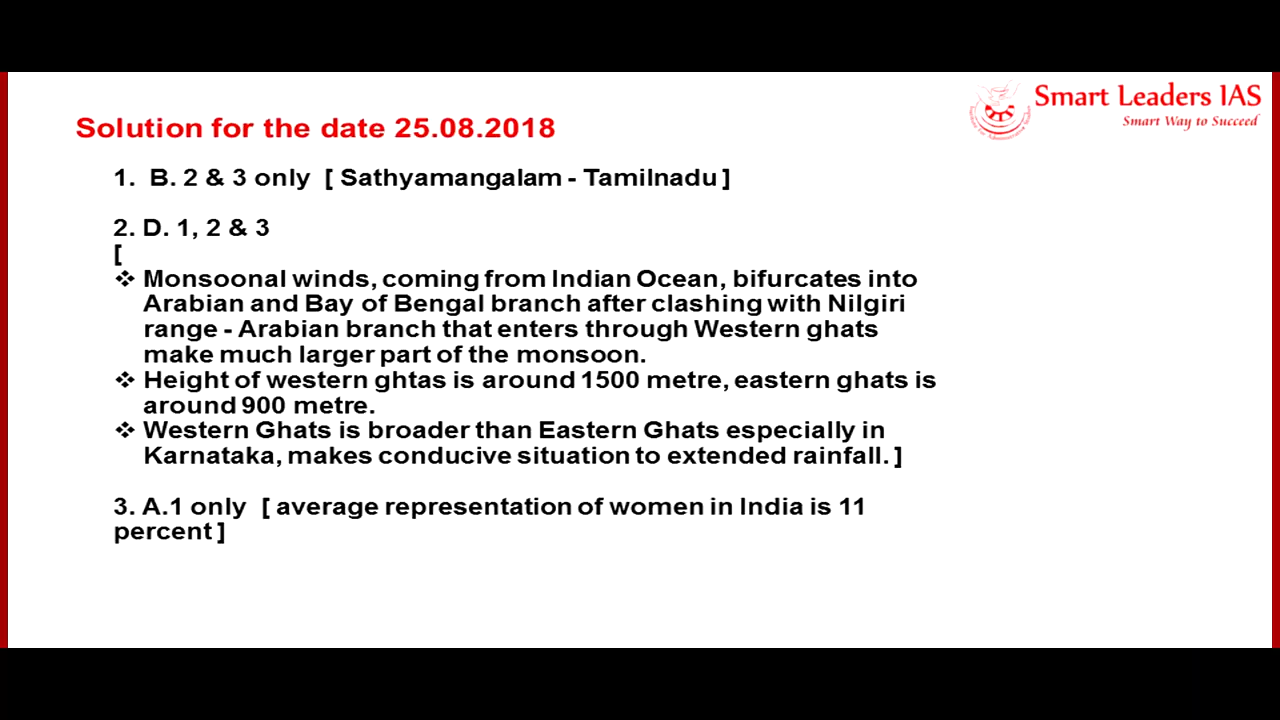 Smart Leaders IAS
Smart Way to Succeed
Solution for the date 25.08.2018
1. B. 2 & 3 only [ Sathyamangalam - Tamilnadu ]
2. D. 1, 2 & 3
[
❖ Monsoonal winds, coming from Indian Ocean, bifurcates into
Arabian and Bay of Bengal branch after clashing with Nilgiri
range - Arabian branch that enters through Western ghats
make much larger part of the monsoon.
❖ Height of western ghtas is around 1500 metre, eastern ghats is
around 900 metre.
❖ Western Ghats is broader than Eastern Ghats especially in
Karnataka, makes conducive situation to extended rainfall. ]
3. A.1 only [ average representation of women in India is 11
percent ]